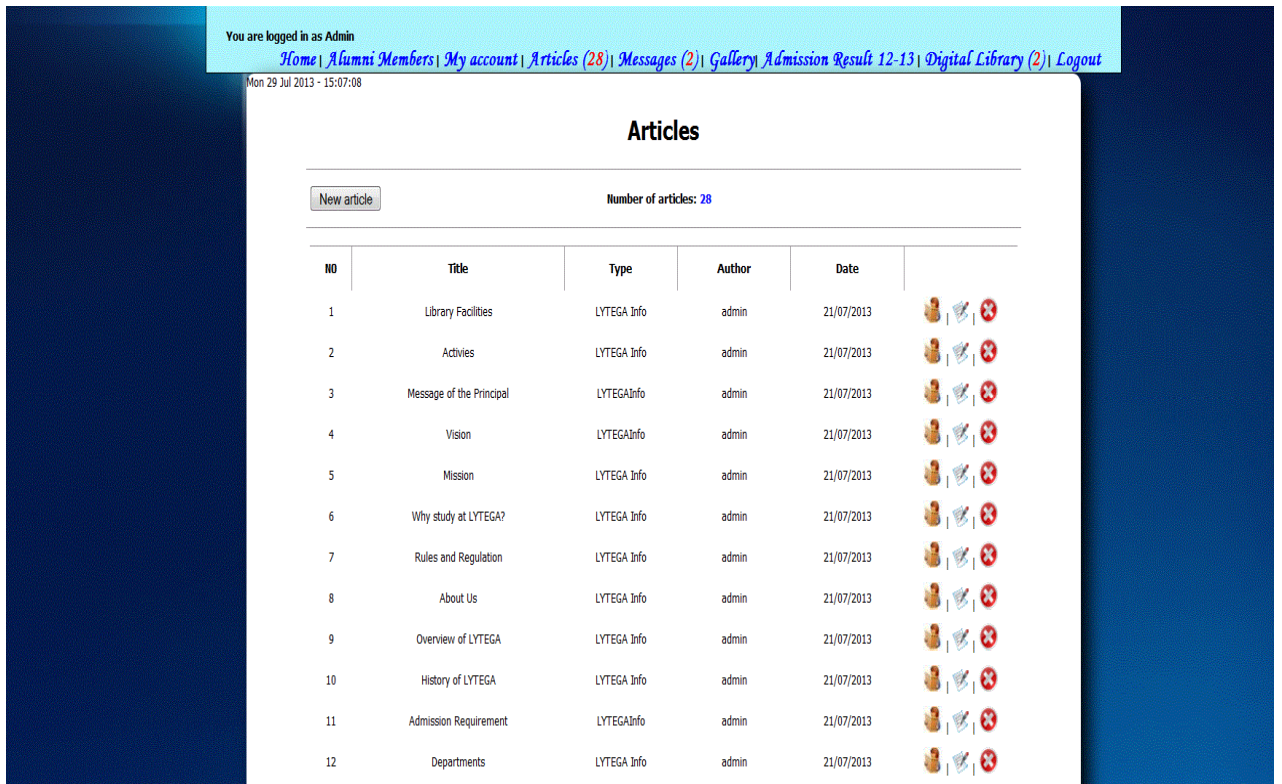 You are logged in as Admin
Home | Alumni Members | My account | Articles (28) | Messages (2) | Gallery| Admission Result 12-13 | Digital Library (2) | Logout
Mon 29 Jul 2013 - 15:07:08
Articles
New article Number of articles: 28
N0 Title Type Author Date
1 Library Facilities LYTEGA Info admin 21/07/2013 | |
2 Activies LYTEGA Info admin 21/07/2013 | |
3 Message of the Principal LYTEGAInfo admin 21/07/2013 | |
4 Vision LYTEGAInfo admin 21/07/2013 | |
5 Mission LYTEGA Info admin 21/07/2013 | |
6 Why study at LYTEGA? LYTEGA Info admin 21/07/2013 | |
7 Rules and Regulation LYTEGA Info admin 21/07/2013 | |
8 About Us LYTEGA Info admin 21/07/2013 | |
9 Overview of LYTEGA LYTEGA Info admin 21/07/2013 | |
10 History of LYTEGA LYTEGA Info admin 21/07/2013 | |
11 Admission Requirement LYTEGAInfo admin 21/07/2013 | |
12 Departments LYTEGA Info admin 21/07/2013 | |